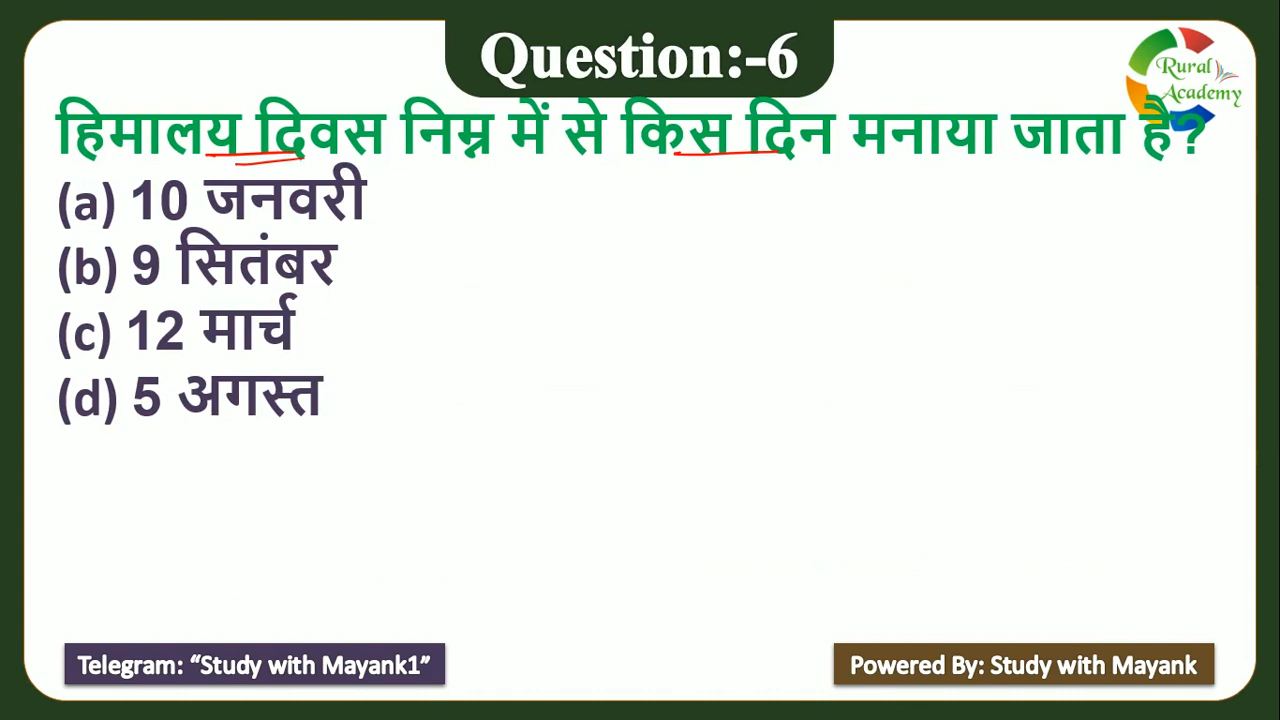 Question:-6
Rural
Academy
हिमालय दिवस निम्न में से किस दिन मनाया जाता है?
(a) 10 जनवरी
(b) 9 सितंबर
(c) 12 मार्च
(d) 5 अगस्त
Telegram: “Study with Mayank1”
Powered By: Study with Mayank